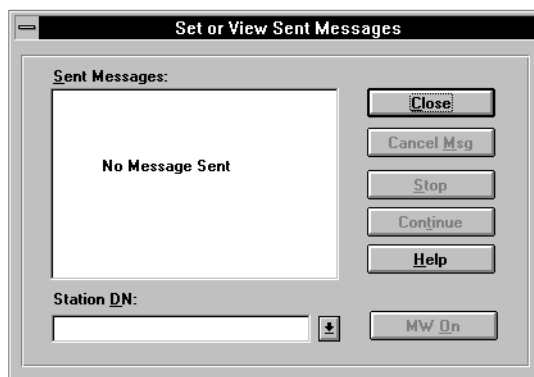 Set or View Sent Messages
Sent Messages:
No Message Sent
Close
Cancel Msg
Stop
Continue
Help
Station DN:
MW On